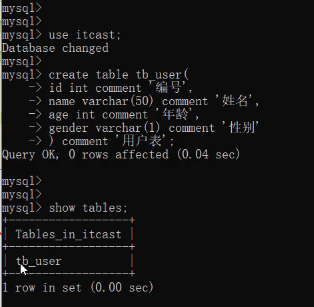 mysql>
mysql>
mysql> use itcast;
Database changed
mysql>
mysql> create table tb_user(
    -> id int comment '编号',
    -> name varchar(50) comment '姓名',
    -> age int comment '年龄',
    -> gender varchar(1) comment '性别'
    -> ) comment '用户表';
Query OK, 0 rows affected (0.04 sec)
mysql>
mysql>
mysql> show tables;
+------------------+
| Tables_in_itcast |
+------------------+
| tb_user          |
+------------------+
1 row in set (0.00 sec)